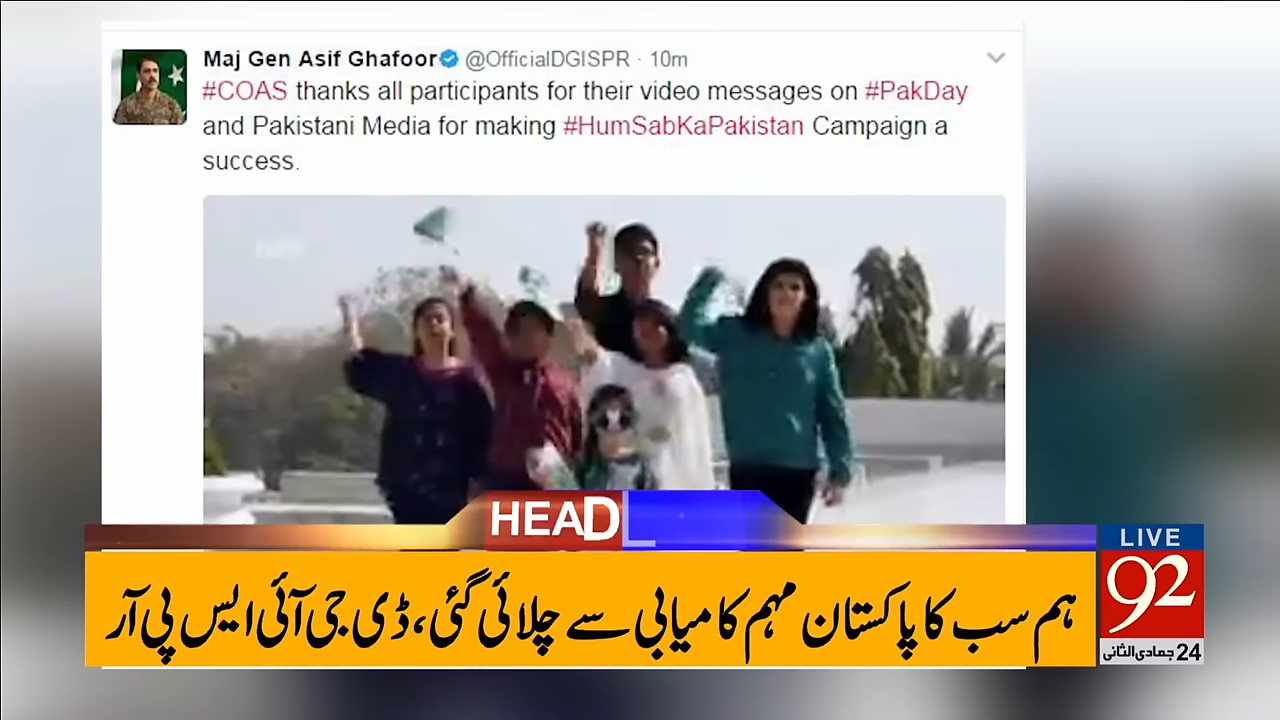 Maj Gen Asif Ghafoor @OfficialDGISPR · 10m
#COAS thanks all participants for their video messages on #PakDay
and Pakistani Media for making #HumSabKaPakistan Campaign a
success.
HEADL
LIVE
92
ہم سب کا پاکستان مہم کامیابی سے چلائی گئی، ڈی جی آئی ایس پی آر
24 جمادی الثانی